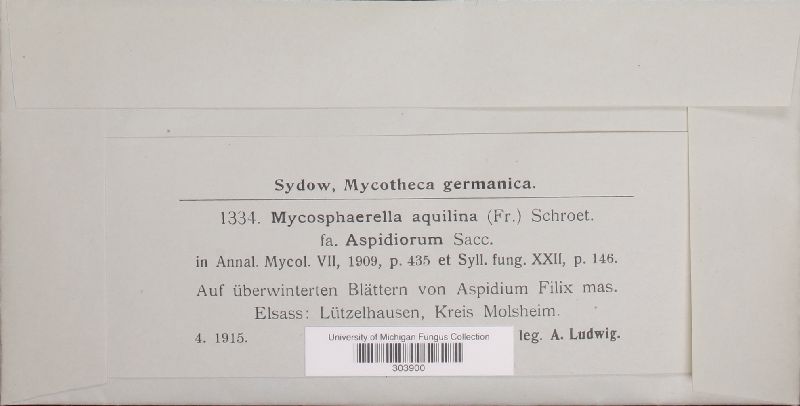 Sydow, Mycotheca germanica.
1334. Mycosphaerella aquilina (Fr.) Schroet.
fa. Aspidiorum Sacc.
in Annal. Mycol. VII, 1909, p. 435 et Syll. fung. XXII, p. 146.
Auf überwinterten Blättern von Aspidium Filix mas.
Elsass: Lützelhausen, Kreis Molsheim.
4. 1915. leg. A. Ludwig.
University of Michigan Fungus Collection
303900